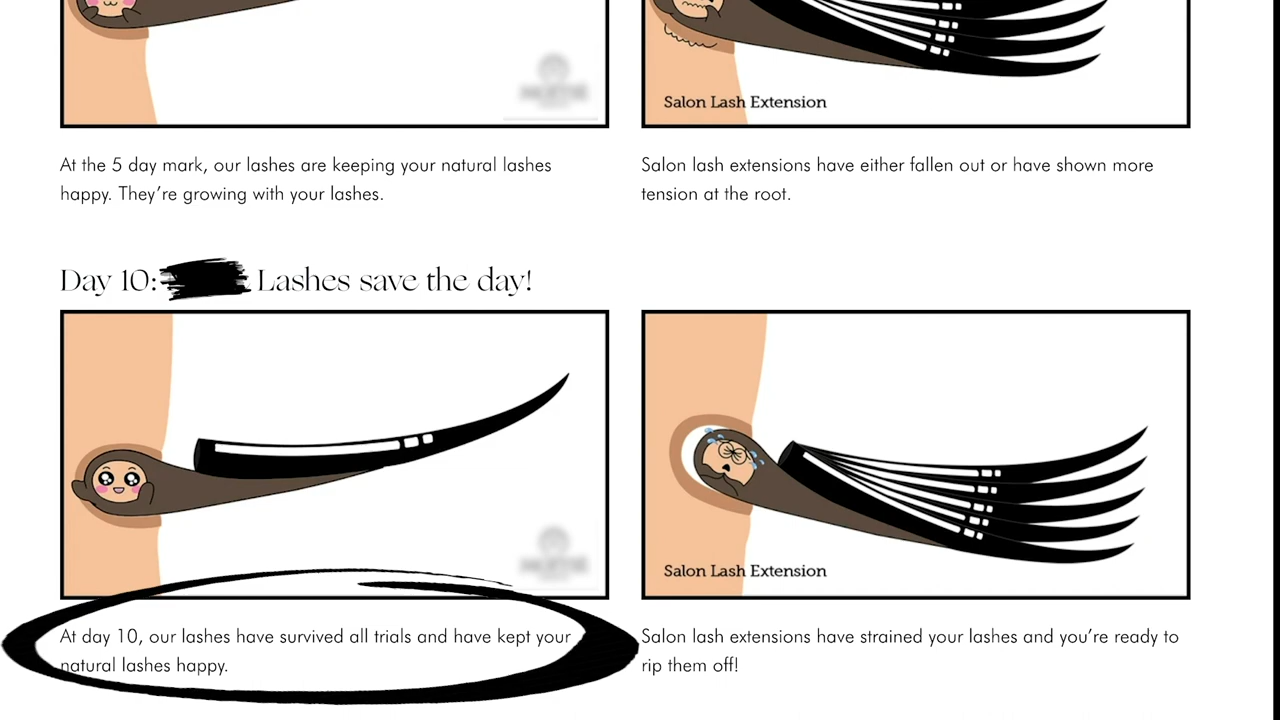 Salon Lash Extension
At the 5 day mark, our lashes are keeping your natural lashes
happy. They're growing with your lashes.
Salon lash extensions have either fallen out or have shown more
tension at the root.
Day 10: Lashes save the day!
Salon Lash Extension
At day 10, our lashes have survived all trials and have kept your
natural lashes happy.
Salon lash extensions have strained your lashes and you're ready to
rip them off!